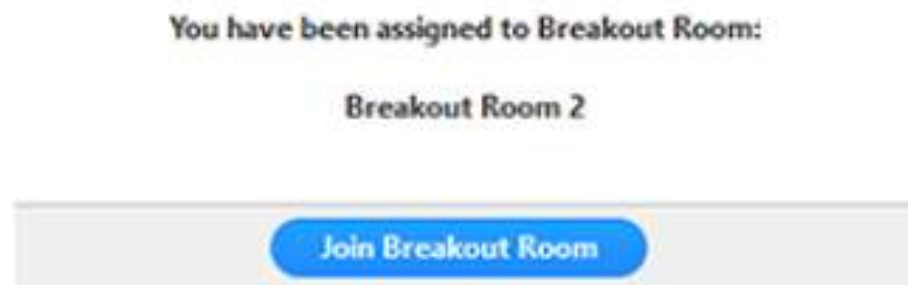 You have been assigned to Breakout Room:
Breakout Room 2
Join Breakout Room